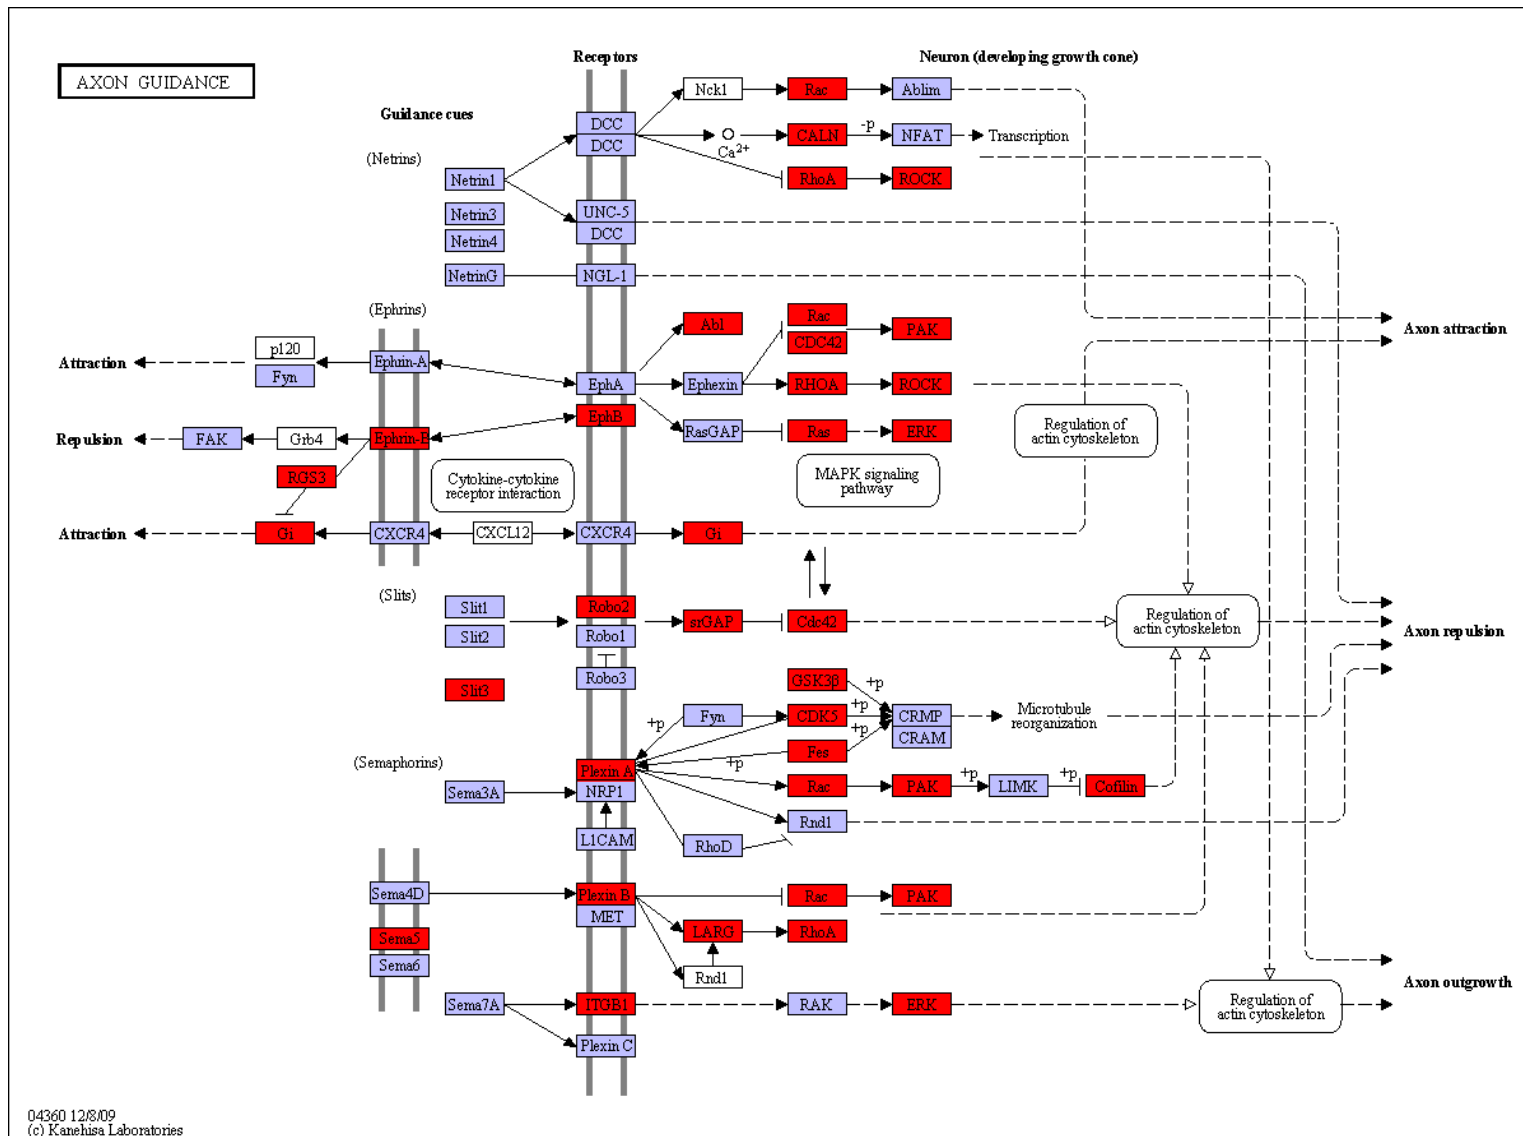 AXON GUIDANCE
Receptors
Neuron (developing growth cone)
Guidance cues
(Netrins)
Netrin1
Netrin3
Netrin4
NetrinG
DCC
DCC
UNC-5
DCC
NGL-1
Nck1
Rac
Ablim
Ca2+
CALN
-p
NFAT
Transcription
RhoA
ROCK
(Ephrins)
Attraction
p120
Fyn
Ephrin-A
EphA
EphB
Abl
Ephexin
RasGAP
Rac
CDC42
PAK
RHOA
ROCK
Ras
ERK
Axon attraction
Regulation of
actin cytoskeleton
Repulsion
FAK
Grb4
Ephrin-B
RGS3
Cytokine-cytokine
receptor interaction
MAPK signaling
pathway
Attraction
Gi
CXCR4
CXCL12
CXCR4
Gi
(Slits)
Slit1
Slit2
Slit3
Robo2
Robo1
Robo3
srGAP
Cdc42
Regulation of
actin cytoskeleton
Axon repulsion
(Semaphorins)
Sema3A
Plexin A
NRP1
L1CAM
+p
Fyn
GSK3β
+p
CDK5
+p
Fes
+p
+p
CRMP
CRAM
Microtubule
reorganization
Rac
PAK
+p
LIMK
+p
Cofilin
Rnd1
RhoD
Sema4D
Sema5
Sema6
Sema7A
Plexin B
MET
Rac
PAK
LARG
RhoA
Rnd1
ITGB1
RAK
ERK
Plexin C
Regulation of
actin cytoskeleton
Axon outgrowth
04360 12/8/09
(c) Kanehisa Laboratories